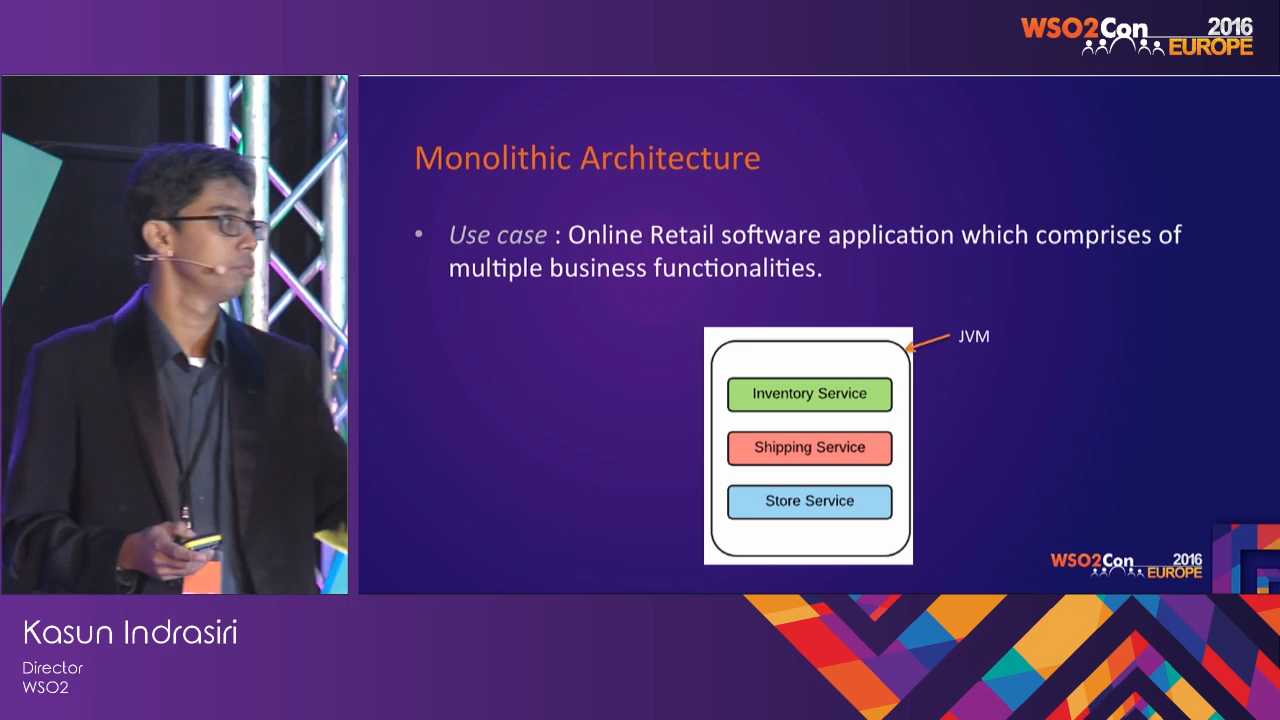 WSO2Con 2016
EUROPE
Monolithic Architecture
• Use case : Online Retail software application which comprises of
multiple business functionalities.
JVM
Inventory Service
Shipping Service
Store Service
WSO2Con 2016
EUROPE
Kasun Indrasiri
Director
WSO2